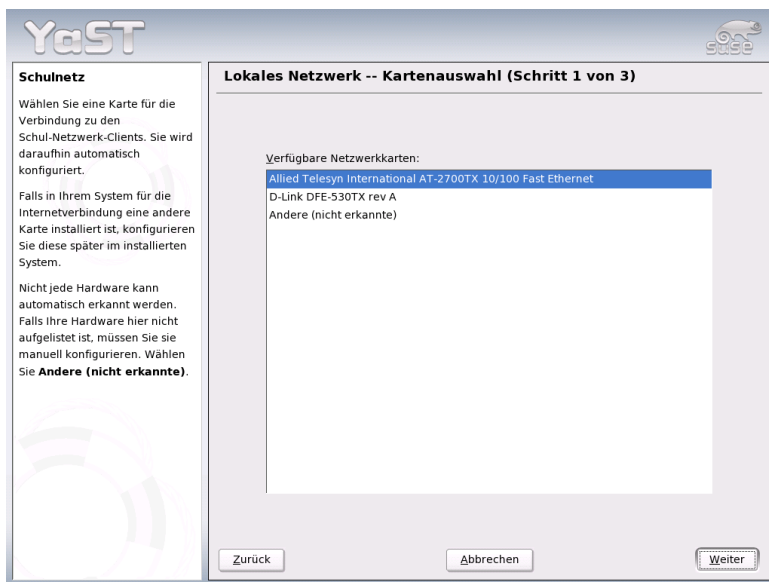 YaST
suse
Schulnetz
Wählen Sie eine Karte für die
Verbindung zu den
Schul-Netzwerk-Clients. Sie wird
daraufhin automatisch
konfiguriert.
Falls in Ihrem System für die
Internetverbindung eine andere
Karte installiert ist, konfigurieren
Sie diese später im installierten
System.
Nicht jede Hardware kann
automatisch erkannt werden.
Falls Ihre Hardware hier nicht
aufgelistet ist, müssen Sie sie
manuell konfigurieren. Wählen
Sie Andere (nicht erkannte).
Lokales Netzwerk -- Kartenauswahl (Schritt 1 von 3)
Verfügbare Netzwerkkarten:
Allied Telesyn International AT-2700TX 10/100 Fast Ethernet
D-Link DFE-530TX rev A
Andere (nicht erkannte)
Zurück
Abbrechen
Weiter